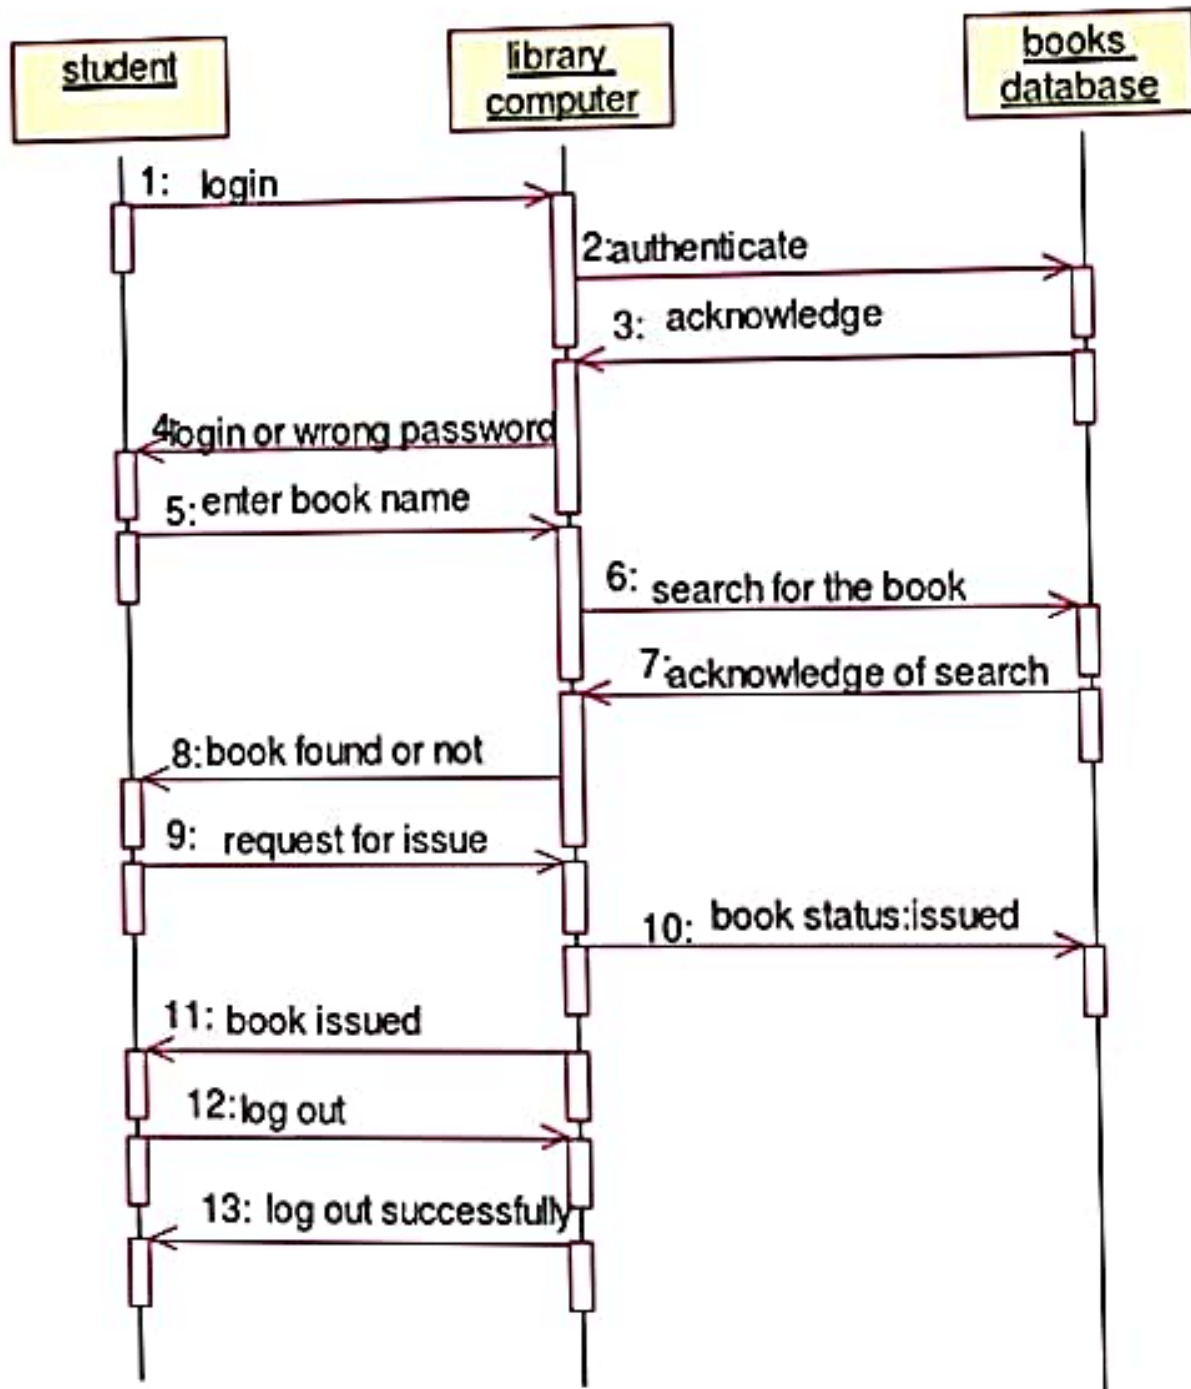 student
library
computer
books
database
1: login
2:authenticate
3: acknowledge
4:login or wrong password
5:enter book name
6: search for the book
7:acknowledge of search
8:book found or not
9: request for issue
10: book status:issued
11: book issued
12:log out
13: log out successfully